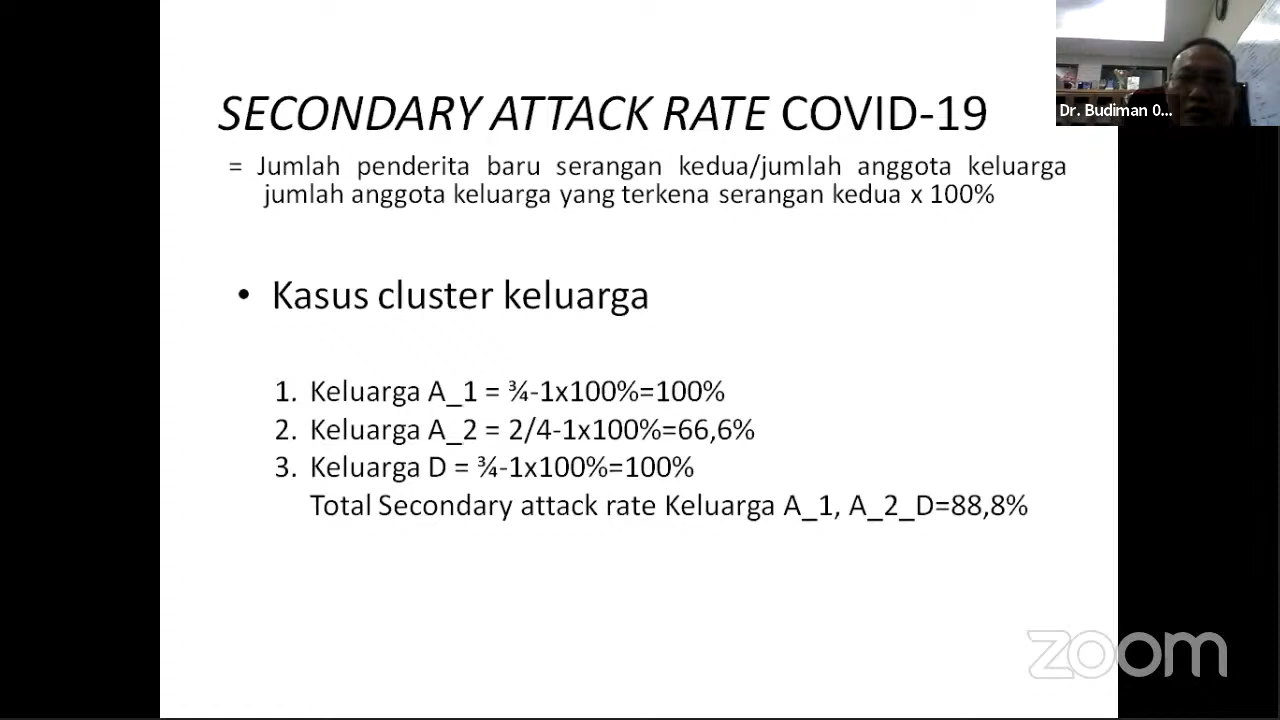 SECONDARY ATTACK RATE COVID-19
= Jumlah penderita baru serangan kedua/jumlah anggota keluarga
jumlah anggota keluarga yang terkena serangan kedua x 100%
• Kasus cluster keluarga
1. Keluarga A_1 = ¾-1x100%=100%
2. Keluarga A_2 = 2/4-1x100%=66,6%
3. Keluarga D = ¾-1x100%=100%
Total Secondary attack rate Keluarga A_1, A_2_D=88,8%
Dr. Budiman 0...
zoom